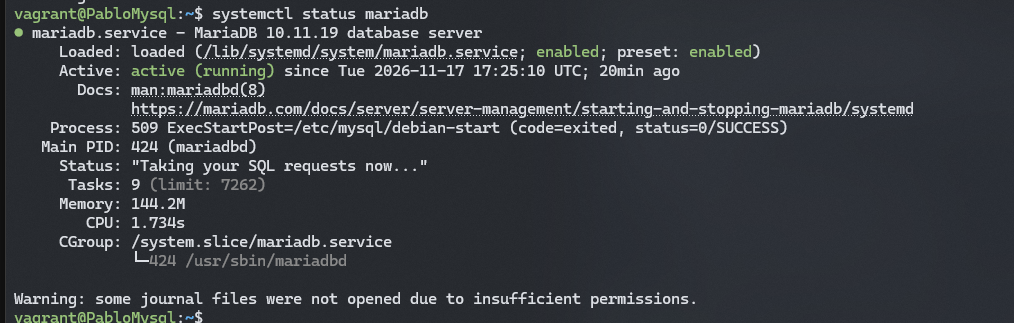 vagrant@PabloMysql:~$ systemctl status mariadb
● mariadb.service - MariaDB 10.11.19 database server
     Loaded: loaded (/lib/systemd/system/mariadb.service; enabled; preset: enabled)
     Active: active (running) since Tue 2026-11-17 17:25:10 UTC; 20min ago
       Docs: man:mariadbd(8)
             https://mariadb.com/docs/server/server-management/starting-and-stopping-mariadb/systemd
    Process: 509 ExecStartPost=/etc/mysql/debian-start (code=exited, status=0/SUCCESS)
   Main PID: 424 (mariadbd)
     Status: "Taking your SQL requests now..."
      Tasks: 9 (limit: 7262)
     Memory: 144.2M
        CPU: 1.734s
     CGroup: /system.slice/mariadb.service
             └─424 /usr/sbin/mariadbd

Warning: some journal files were not opened due to insufficient permissions.
vagrant@PabloMysql:~$